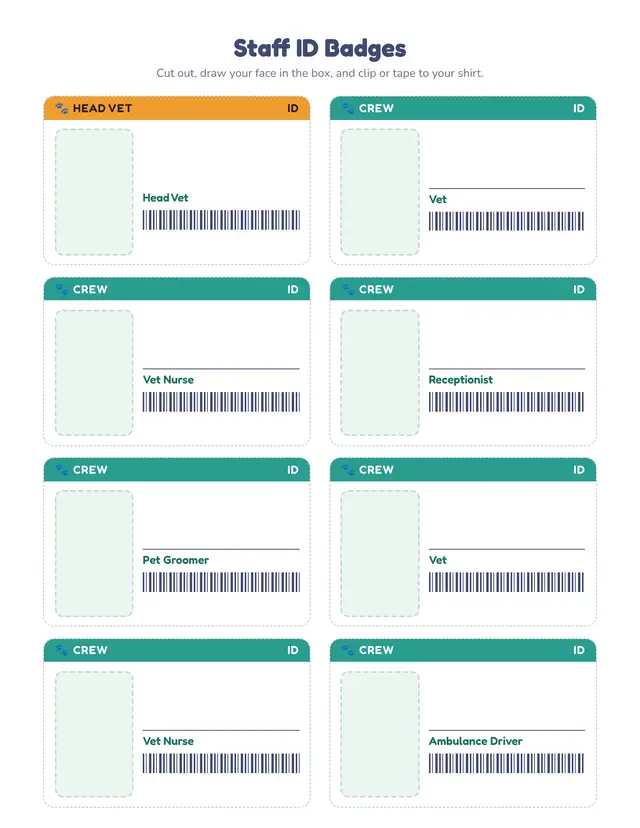 Staff ID Badges
Cut out, draw your face in the box, and clip or tape to your shirt.
HEAD VET ID
Head Vet
CREW ID
Vet
CREW ID
Vet Nurse
CREW ID
Receptionist
CREW ID
Pet Groomer
CREW ID
Vet
CREW ID
Vet Nurse
CREW ID
Ambulance Driver